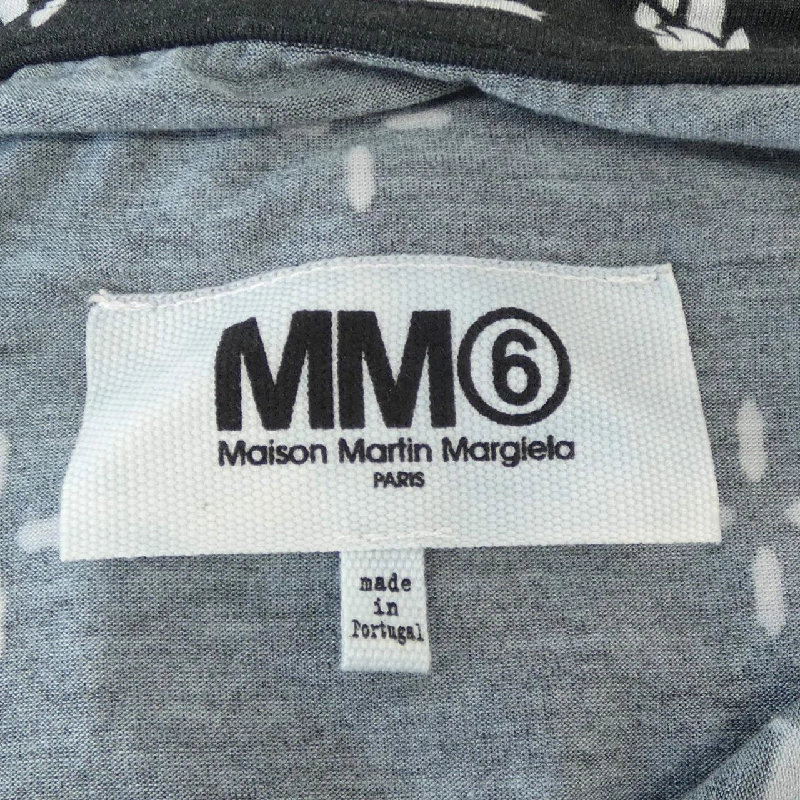 MM⑥
Maison Martin Margiela
PARIS
made
in
Portugal